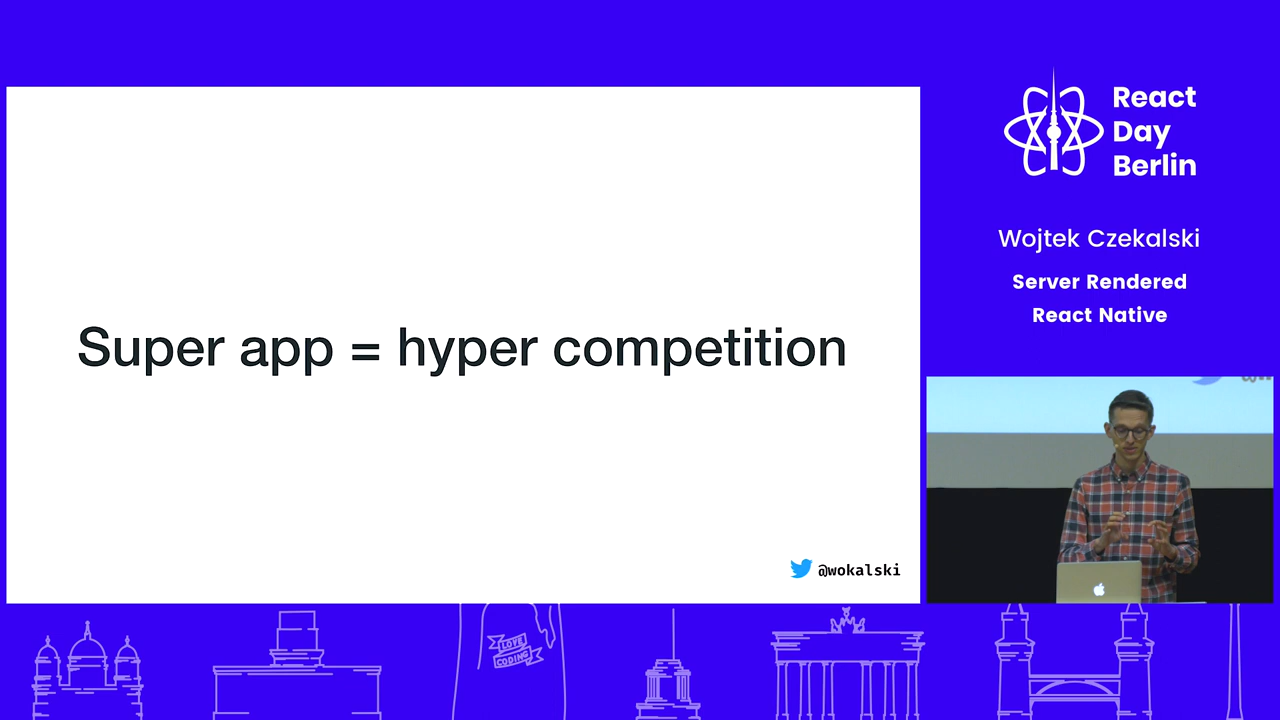 Super app = hyper competition
@wokalski
React
Day
Berlin
Wojtek Czekalski
Server Rendered
React Native
LOVE
CODING